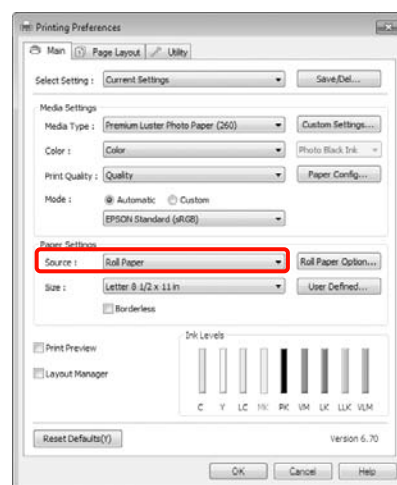 Printing Preferences
Main Page Layout Utility
Select Setting : Current Settings Save/Del...
Media Settings
Media Type : Premium Luster Photo Paper (260) Custom Settings...
Color : Color Photo Black Ink
Print Quality : Quality Paper Config...
Mode : Automatic Custom
EPSON Standard (sRGB)
Paper Settings
Source : Roll Paper Roll Paper Option...
Size : Letter 8 1/2 x 11 in User Defined...
Borderless
Ink Levels
Print Preview
Layout Manager
C Y LC MK PK VM LK LLK VLM
Reset Defaults(Y) Version 6.70
OK Cancel Help